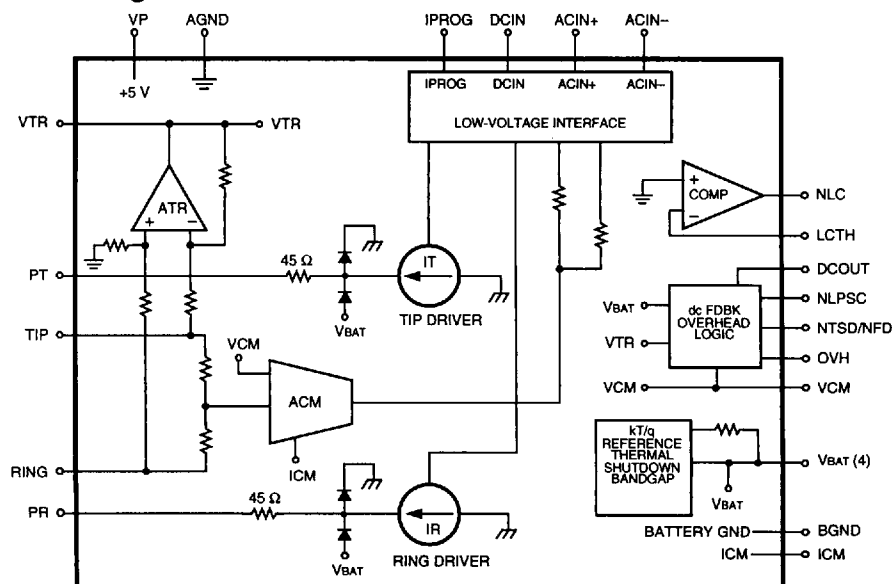 VP AGND IPROG DCIN ACIN+ ACIN–
+5 V
IPROG DCIN ACIN+ ACIN–
LOW-VOLTAGE INTERFACE
VTR VTR
ATR
+ –
+
COMP
–
NLC
LCTH
PT
45 Ω
IT
TIP DRIVER
VBAT
DCOUT
dc FDBK
OVERHEAD
LOGIC
VBAT
VTR
VCM
NLPSC
NTSD/NFD
OVH
VCM
TIP
VCM
ACM
ICM
kT/q
REFERENCE
THERMAL
SHUTDOWN
BANDGAP
VBAT
VBAT (4)
RING
PR
45 Ω
IR
RING DRIVER
VBAT
BATTERY GND BGND
ICM ICM